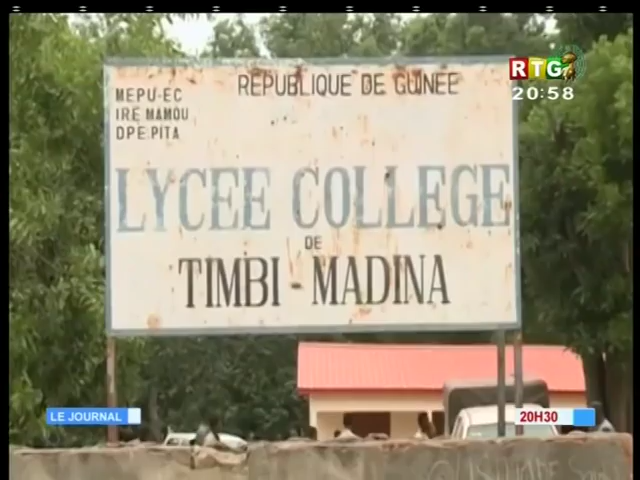 RTG
20:58
REPUBLIQUE DE GUINEE
MEPU-EC
IRE MAMOU
DPE PITA
LYCEE COLLEGE
DE
TIMBI - MADINA
LE JOURNAL
20H30